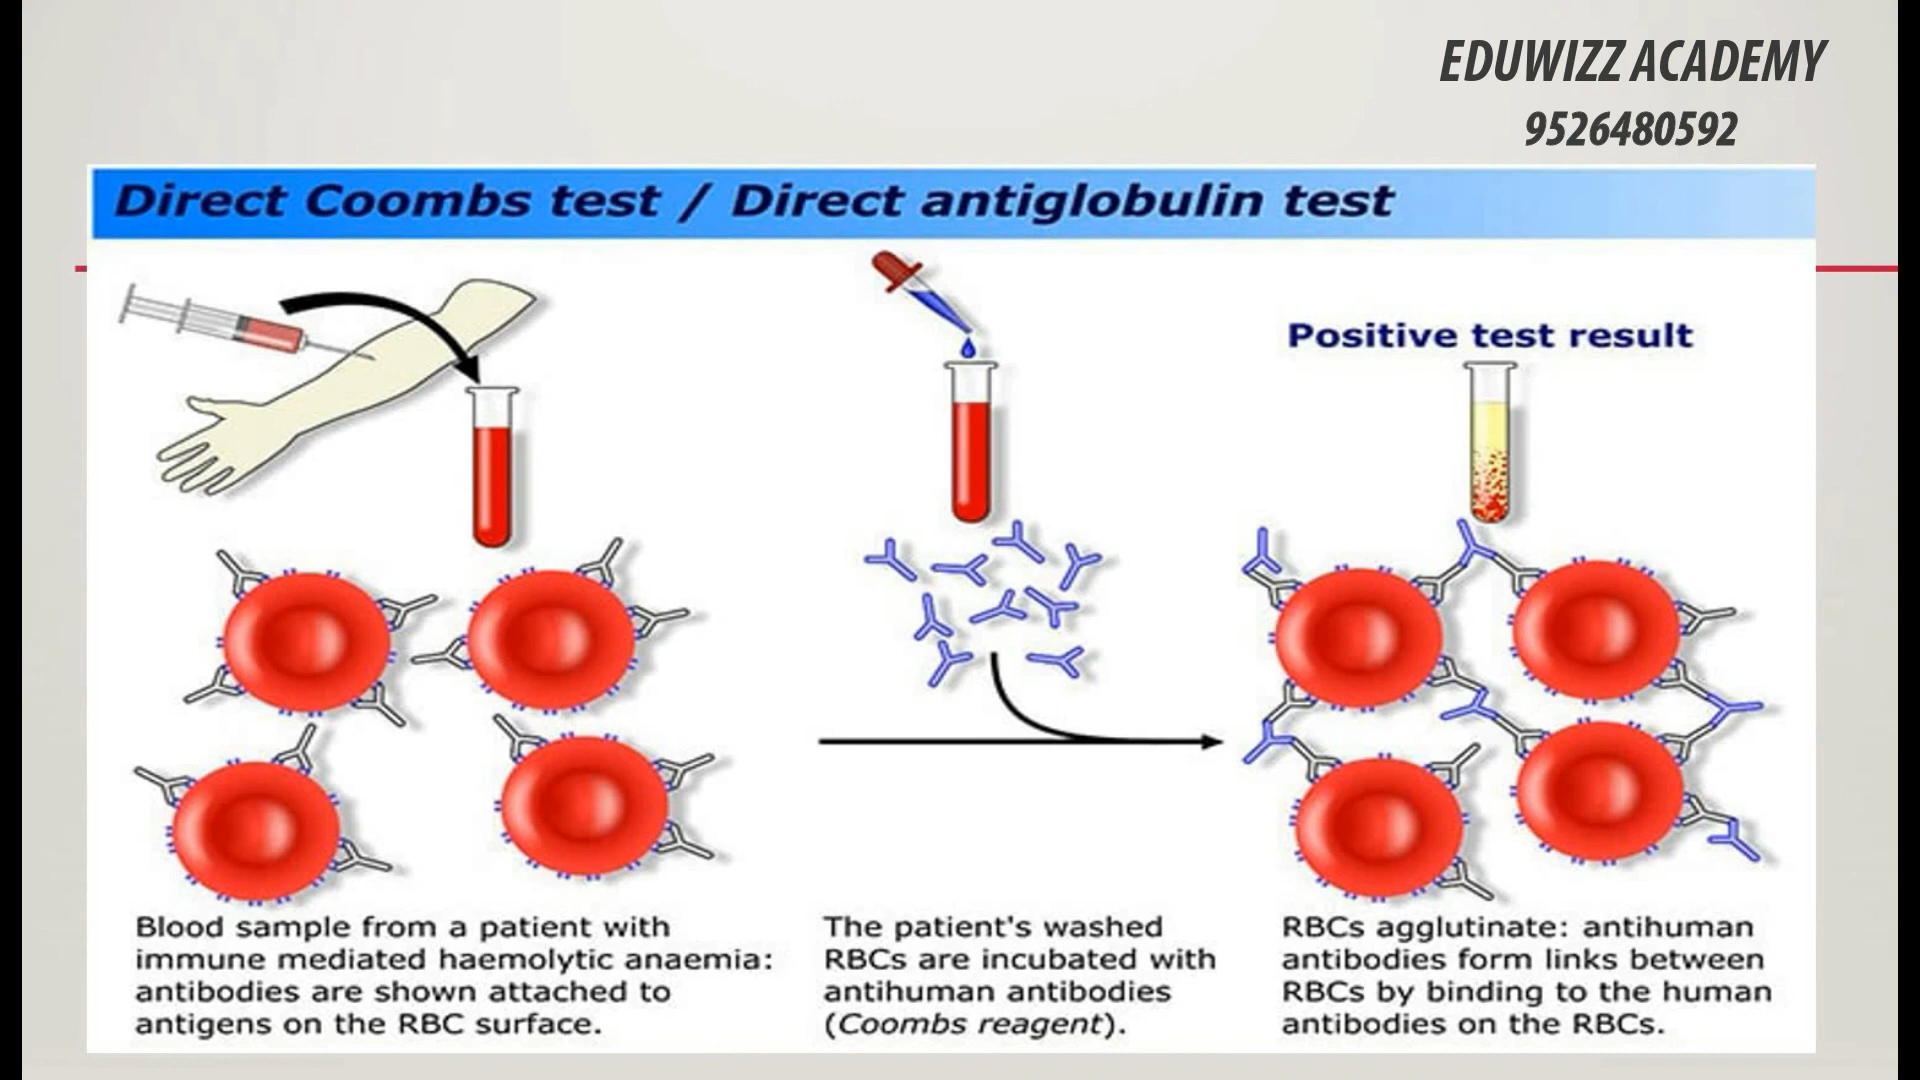 EDUWIZZ ACADEMY
9526480592
Direct Coombs test / Direct antiglobulin test
Positive test result
Blood sample from a patient with
immune mediated haemolytic anaemia:
antibodies are shown attached to
antigens on the RBC surface.
The patient's washed
RBCs are incubated with
antihuman antibodies
(Coombs reagent).
RBCs agglutinate: antihuman
antibodies form links between
RBCs by binding to the human
antibodies on the RBCs.